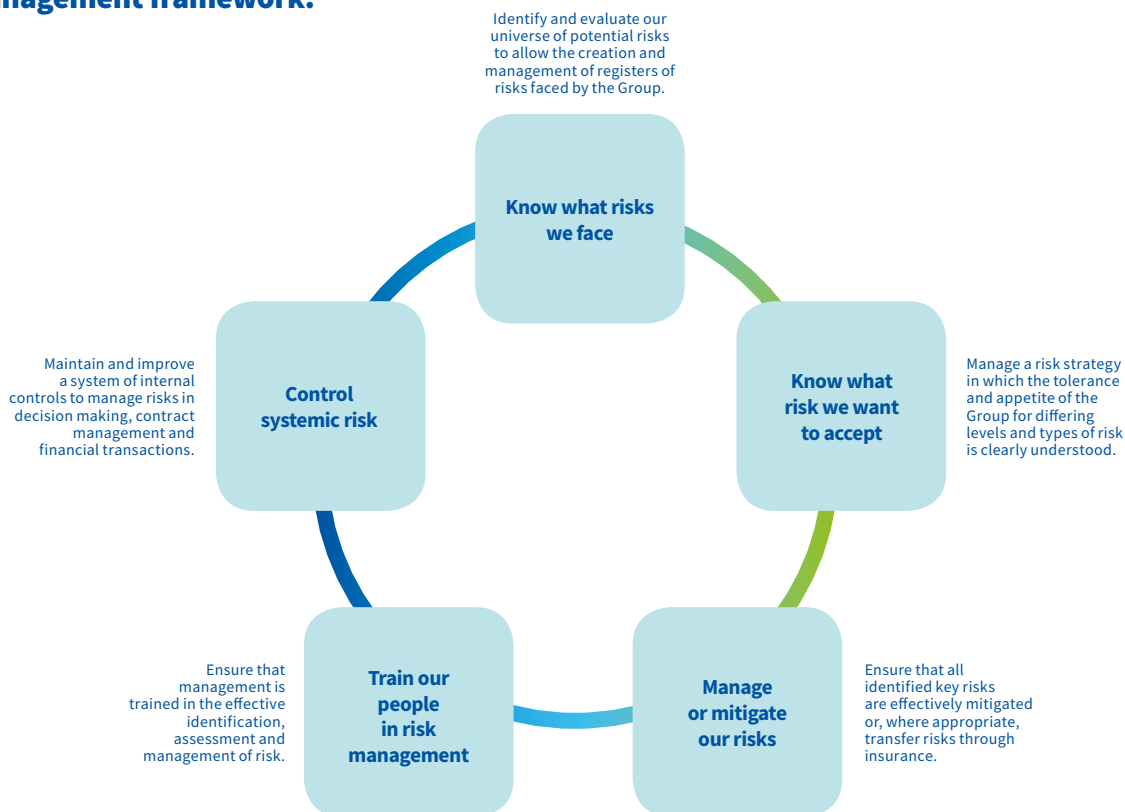 Identify and evaluate our
universe of potential risks
to allow the creation and
management of registers of
risks faced by the Group.
Know what risks
we face
Know what
risk we want
to accept
Manage a risk strategy
in which the tolerance
and appetite of the
Group for differing
levels and types of risk
is clearly understood.
Manage
or mitigate
our risks
Ensure that all
identified key risks
are effectively mitigated
or, where appropriate,
transfer risks through
insurance.
Train our
people
in risk
management
Ensure that
management is
trained in the effective
identification,
assessment and
management of risk.
Control
systemic risk
Maintain and improve
a system of internal
controls to manage risks in
decision making, contract
management and
financial transactions.